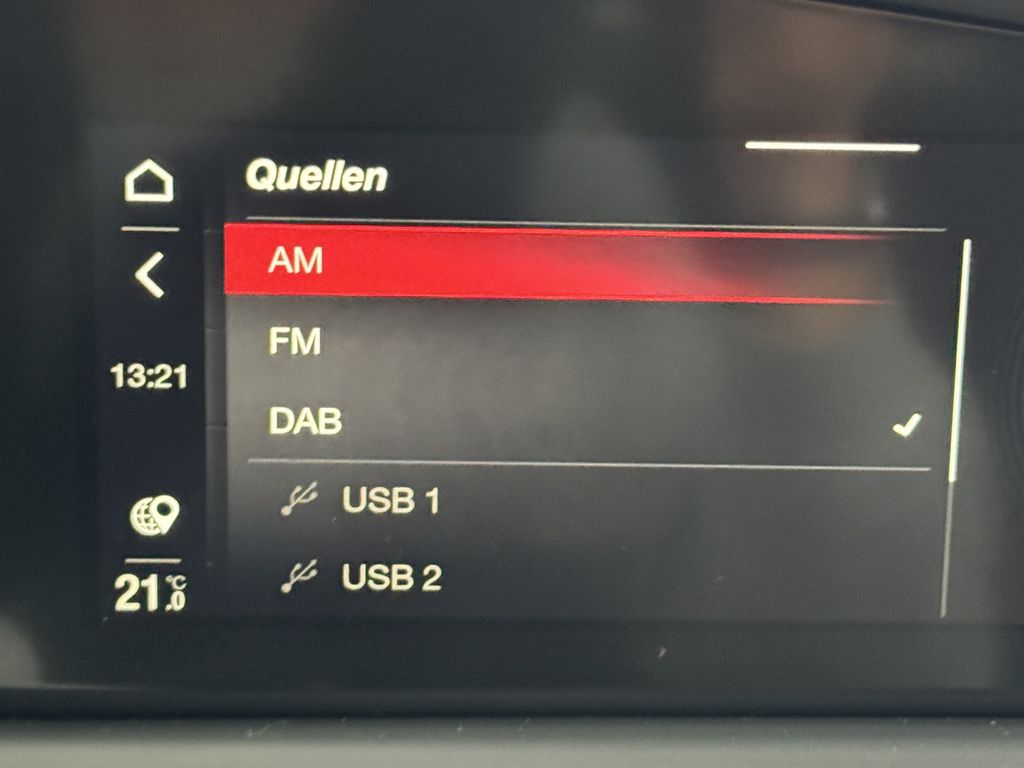 Quellen
AM
FM
13:21
DAB
USB 1
USB 2
21.0 °C